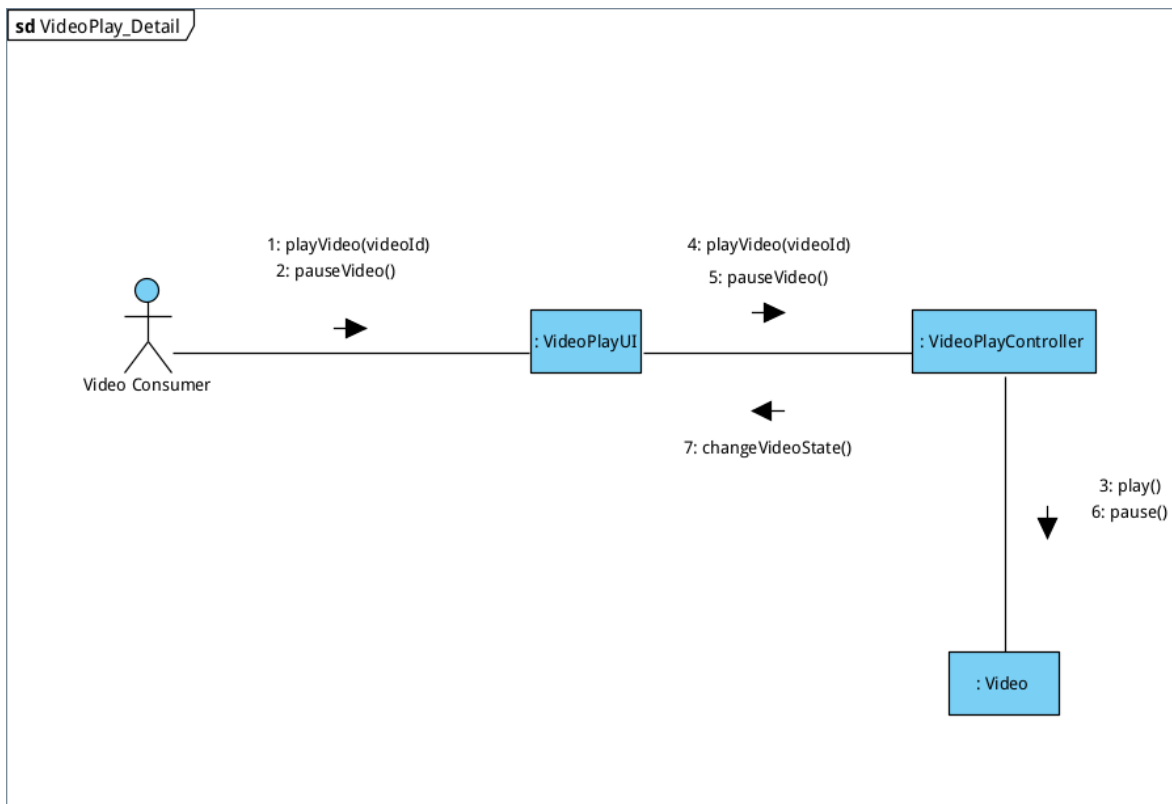 sd VideoPlay_Detail
1: playVideo(videoId)
2: pauseVideo()
4: playVideo(videoId)
5: pauseVideo()
: VideoPlayUI
: VideoPlayController
Video Consumer
7: changeVideoState()
3: play()
6: pause()
: Video